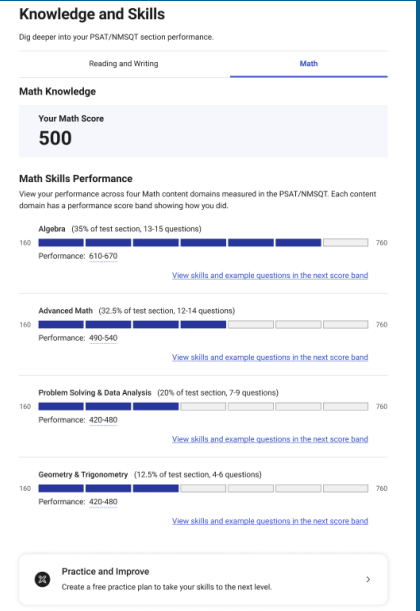 Knowledge and Skills
Dig deeper into your PSAT/NMSQT section performance.
Reading and Writing
Math
Math Knowledge
Your Math Score
500
Math Skills Performance
View your performance across four Math content domains measured in the PSAT/NMSQT. Each content
domain has a performance score band showing how you did.
Algebra (35% of test section, 13-15 questions)
160 760
Performance: 610-670
View skills and example questions in the next score band
Advanced Math (32.5% of test section, 12-14 questions)
160 760
Performance: 490-540
View skills and example questions in the next score band
Problem Solving & Data Analysis (20% of test section, 7-9 questions)
160 760
Performance: 420-480
View skills and example questions in the next score band
Geometry & Trigonometry (12.5% of test section, 4-6 questions)
160 760
Performance: 420-480
View skills and example questions in the next score band
Practice and Improve
Create a free practice plan to take your skills to the next level.